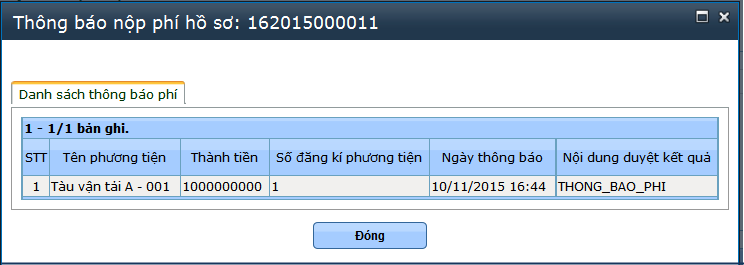 Thông báo nộp phí hồ sơ: 162015000011
Danh sách thông báo phí
1 - 1/1 bản ghi.
STT Tên phương tiện Thành tiền Số đăng kí phương tiện Ngày thông báo Nội dung duyệt kết quả
1 Tàu vận tải A - 001 1000000000 1 10/11/2015 16:44 THONG_BAO_PHI
Đóng